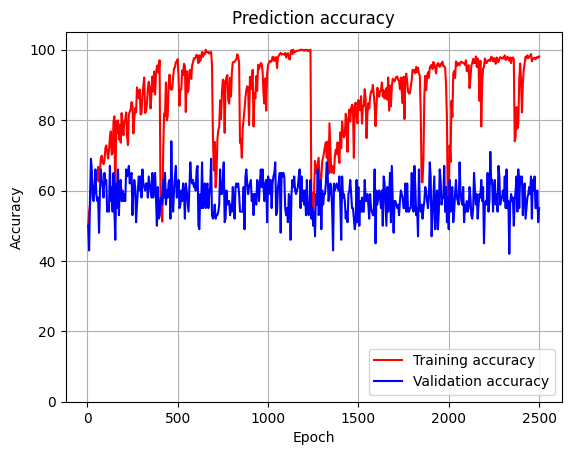 Prediction accuracy
100
80
60
40
20
0
Accuracy
0 500 1000 1500 2000 2500
Epoch
Training accuracy
Validation accuracy